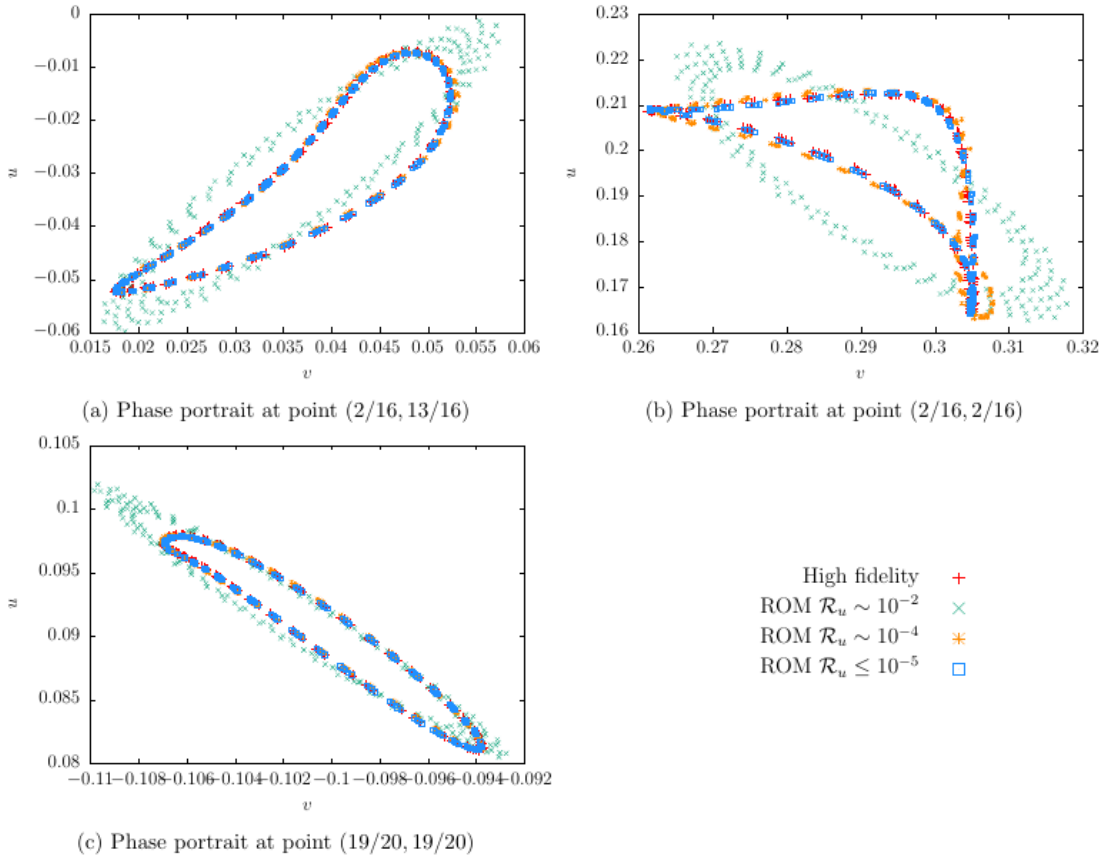 0
−0.01
−0.02
−0.03
−0.04
−0.05
−0.06
0.015 0.02 0.025 0.03 0.035 0.04 0.045 0.05 0.055 0.06
u
v
(a) Phase portrait at point (2/16, 13/16)
0.23
0.22
0.21
0.2
0.19
0.18
0.17
0.16
0.26 0.27 0.28 0.29 0.3 0.31 0.32
u
v
(b) Phase portrait at point (2/16, 2/16)
0.105
0.1
0.095
0.09
0.085
0.08
−0.11−0.108−0.106−0.104−0.102 −0.1 −0.098−0.096−0.094−0.092
u
v
(c) Phase portrait at point (19/20, 19/20)
High fidelity
ROM ℛᵤ ∼ 10⁻²
ROM ℛᵤ ∼ 10⁻⁴
ROM ℛᵤ ≤ 10⁻⁵